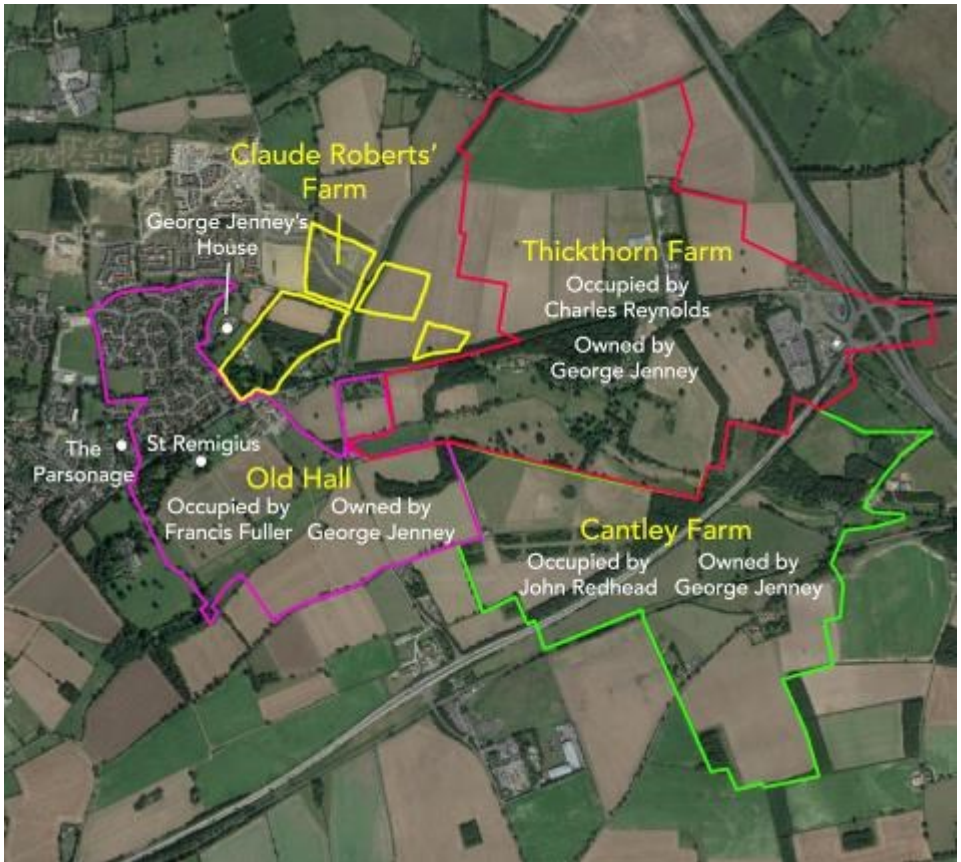 Claude Roberts'
Farm
George Jenney's
House
Thickthorn Farm
Occupied by
Charles Reynolds
Owned by
George Jenney
The
Parsonage
St Remigius
Old Hall
Occupied by
Francis Fuller
Owned by
George Jenney
Cantley Farm
Occupied by
John Redhead
Owned by
George Jenney